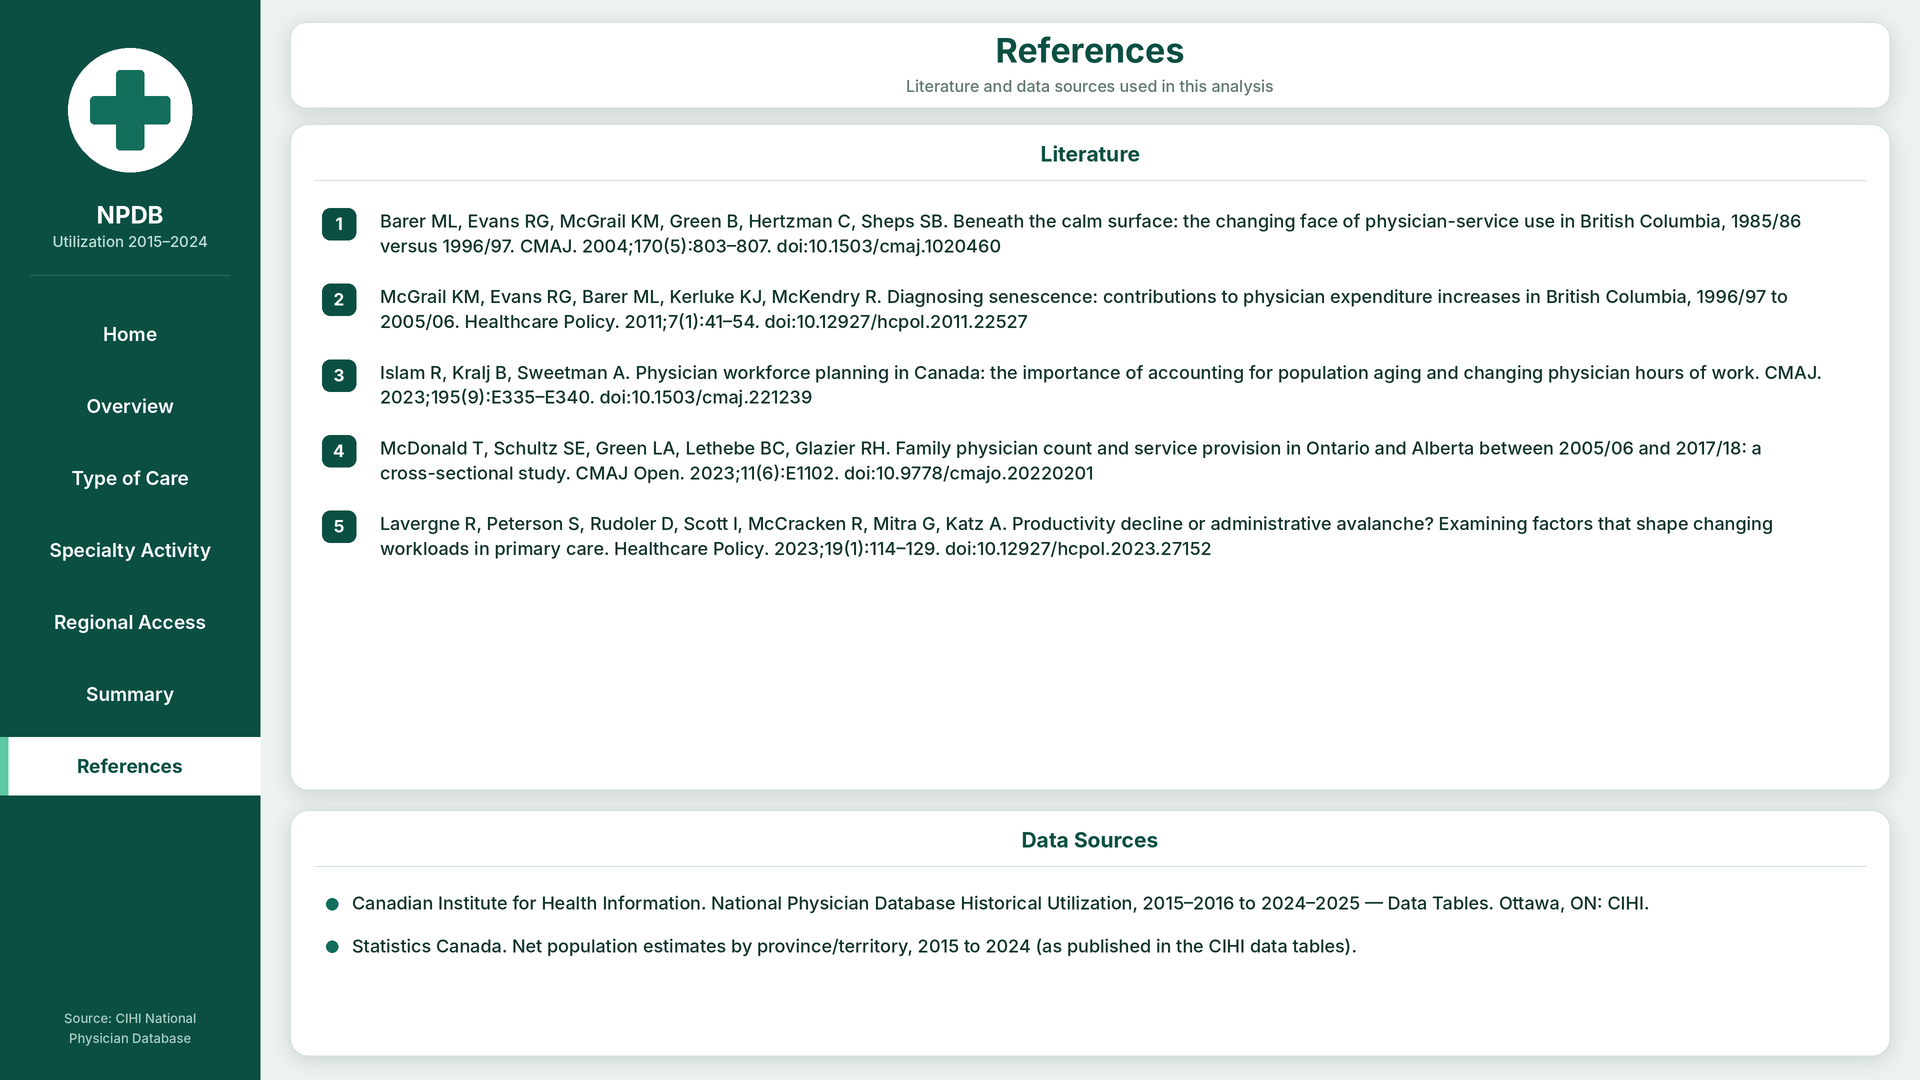 NPDB
Utilization 2015–2024
Home
Overview
Type of Care
Specialty Activity
Regional Access
Summary
References
Source: CIHI National
Physician Database
References
Literature and data sources used in this analysis
Literature
1
Barer ML, Evans RG, McGrail KM, Green B, Hertzman C, Sheps SB. Beneath the calm surface: the changing face of physician-service use in British Columbia, 1985/86
versus 1996/97. CMAJ. 2004;170(5):803–807. doi:10.1503/cmaj.1020460
2
McGrail KM, Evans RG, Barer ML, Kerluke KJ, McKendry R. Diagnosing senescence: contributions to physician expenditure increases in British Columbia, 1996/97 to
2005/06. Healthcare Policy. 2011;7(1):41–54. doi:10.12927/hcpol.2011.22527
3
Islam R, Kralj B, Sweetman A. Physician workforce planning in Canada: the importance of accounting for population aging and changing physician hours of work. CMAJ.
2023;195(9):E335–E340. doi:10.1503/cmaj.221239
4
McDonald T, Schultz SE, Green LA, Lethebe BC, Glazier RH. Family physician count and service provision in Ontario and Alberta between 2005/06 and 2017/18: a
cross-sectional study. CMAJ Open. 2023;11(6):E1102. doi:10.9778/cmajo.20220201
5
Lavergne R, Peterson S, Rudoler D, Scott I, McCracken R, Mitra G, Katz A. Productivity decline or administrative avalanche? Examining factors that shape changing
workloads in primary care. Healthcare Policy. 2023;19(1):114–129. doi:10.12927/hcpol.2023.27152
Data Sources
Canadian Institute for Health Information. National Physician Database Historical Utilization, 2015–2016 to 2024–2025 — Data Tables. Ottawa, ON: CIHI.
Statistics Canada. Net population estimates by province/territory, 2015 to 2024 (as published in the CIHI data tables).